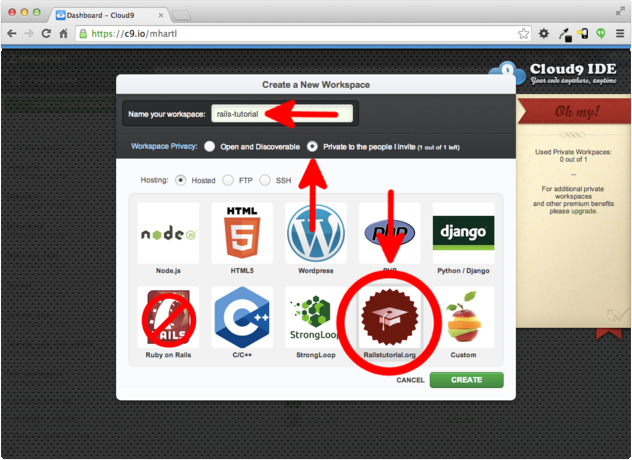 Dashboard - Cloud9
https://c9.io/mhartl
Cloud9 IDE
Your code anywhere, anytime
Create a New Workspace
Name your workspace: rails-tutorial
Workspace Privacy: Open and Discoverable Private to the people I invite (1 out of 1 left)
Hosting: Hosted FTP SSH
Oh my!
Used Private Workpaces:
0 out of 1
--
For additional private
workspaces
and other premium benefits
please upgrade.
node
HTML
5
W
php
django
Node.js HTML5 Wordpress PHP Python / Django
RAILS
C++
StrongLoop
Ruby on Rails C/C++ StrongLoop Railstutorial.org Custom
CANCEL CREATE